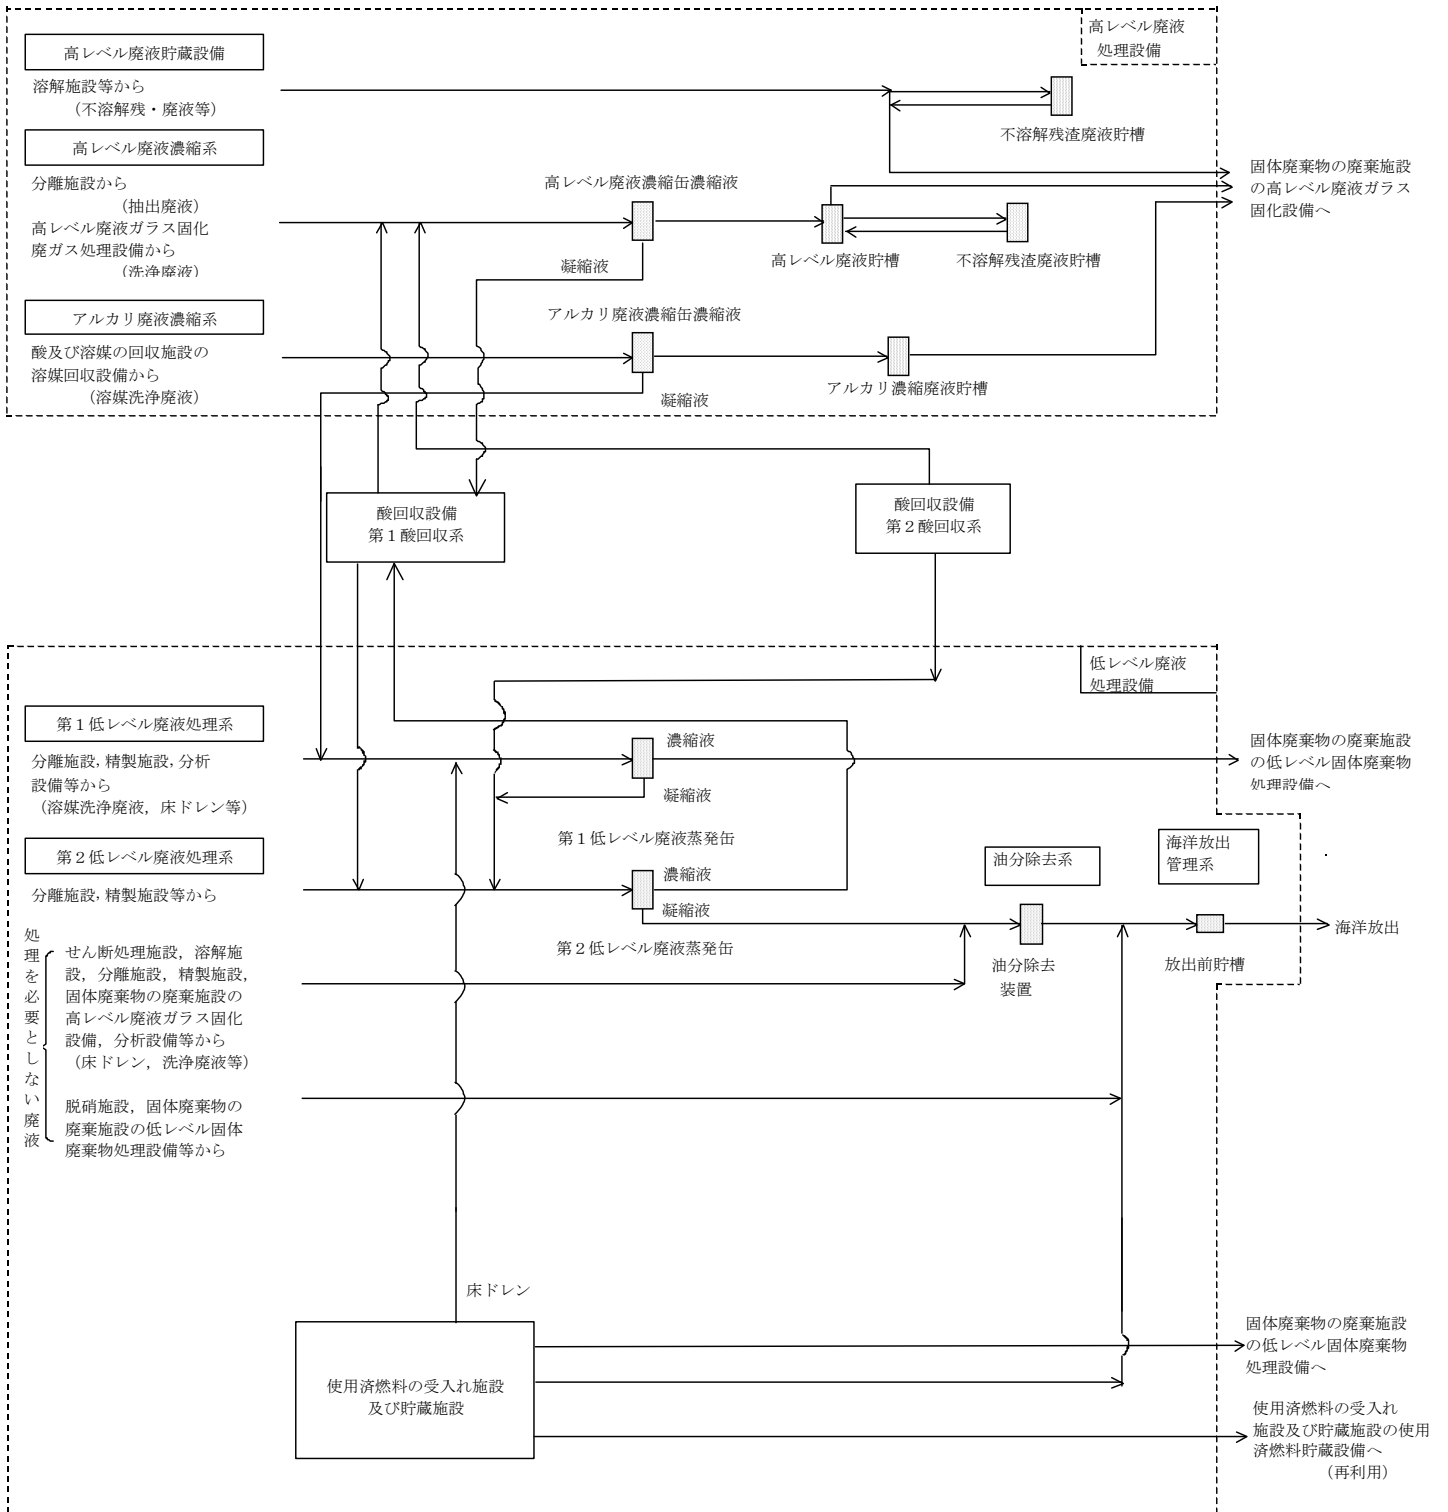 高レベル廃液
処理設備
高レベル廃液貯蔵設備
溶解施設等から
（不溶解残・廃液等）
不溶解残渣廃液貯槽
高レベル廃液濃縮系
分離施設から
（抽出廃液）
高レベル廃液ガラス固化
廃ガス処理設備から
（洗浄廃液）
高レベル廃液濃縮缶濃縮液
凝縮液
高レベル廃液貯槽
不溶解残渣廃液貯槽
固体廃棄物の廃棄施設
の高レベル廃液ガラス
固化設備へ
アルカリ廃液濃縮系
酸及び溶媒の回収施設の
溶媒回収設備から
（溶媒洗浄廃液）
アルカリ廃液濃縮缶濃縮液
凝縮液
アルカリ濃縮廃液貯槽
酸回収設備
第１酸回収系
酸回収設備
第２酸回収系
低レベル廃液
処理設備
第１低レベル廃液処理系
分離施設，精製施設，分析
設備等から
（溶媒洗浄廃液，床ドレン等）
濃縮液
凝縮液
第１低レベル廃液蒸発缶
固体廃棄物の廃棄施設
の低レベル固体廃棄物
処理設備へ
第２低レベル廃液処理系
分離施設，精製施設等から
濃縮液
凝縮液
第２低レベル廃液蒸発缶
油分除去系
油分除去
装置
海洋放出
管理系
放出前貯槽
海洋放出
処理を必要としない廃液
せん断処理施設，溶解施
設，分離施設，精製施設，
固体廃棄物の廃棄施設の
高レベル廃液ガラス固化
設備，分析設備等から
（床ドレン，洗浄廃液等）
脱硝施設，固体廃棄物の
廃棄施設の低レベル固体
廃棄物処理設備等から
床ドレン
使用済燃料の受入れ施設
及び貯蔵施設
固体廃棄物の廃棄施設
の低レベル固体廃棄物
処理設備へ
使用済燃料の受入れ
施設及び貯蔵施設の使用
済燃料貯蔵設備へ
（再利用）